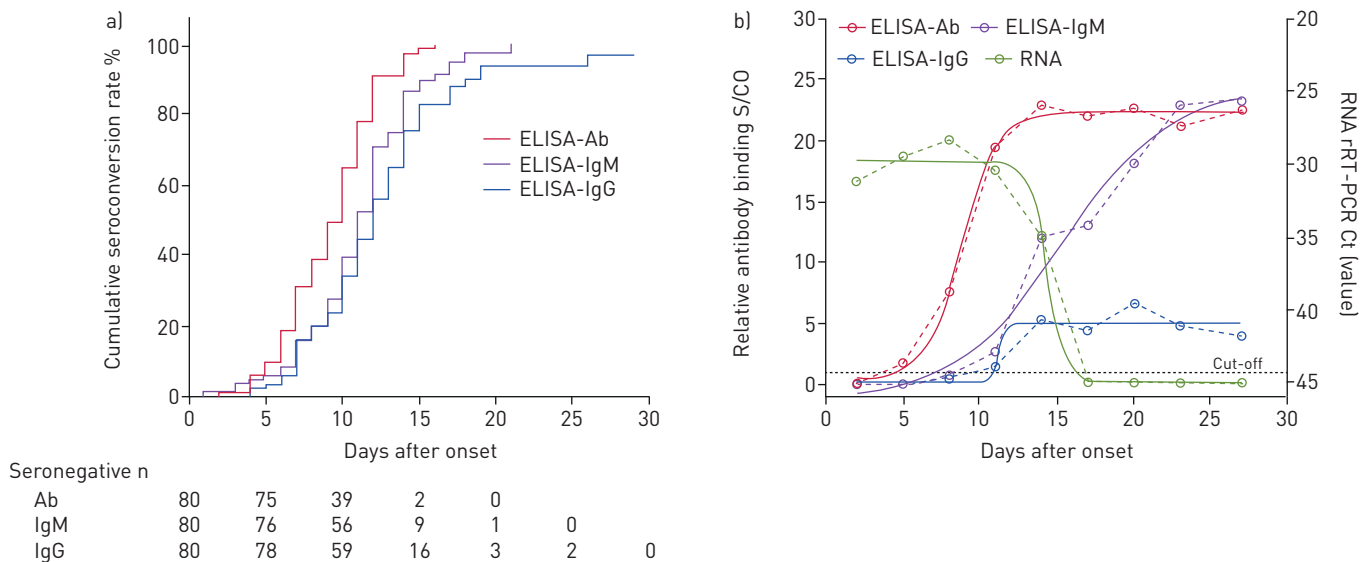 a)
Cumulative seroconversion rate %
100
80
60
40
20
0
ELISA-Ab
ELISA-IgM
ELISA-IgG
0 5 10 15 20 25 30
Days after onset
Seronegative n
Ab 80 75 39 2 0
IgM 80 76 56 9 1 0
IgG 80 78 59 16 3 2 0
b)
ELISA-Ab ELISA-IgM
ELISA-IgG RNA
Relative antibody binding S/CO
30
25
20
15
10
5
0
Cut-off
RNA rRT-PCR Ct (value)
20
25
30
35
40
45
0 5 10 15 20 25 30
Days after onset